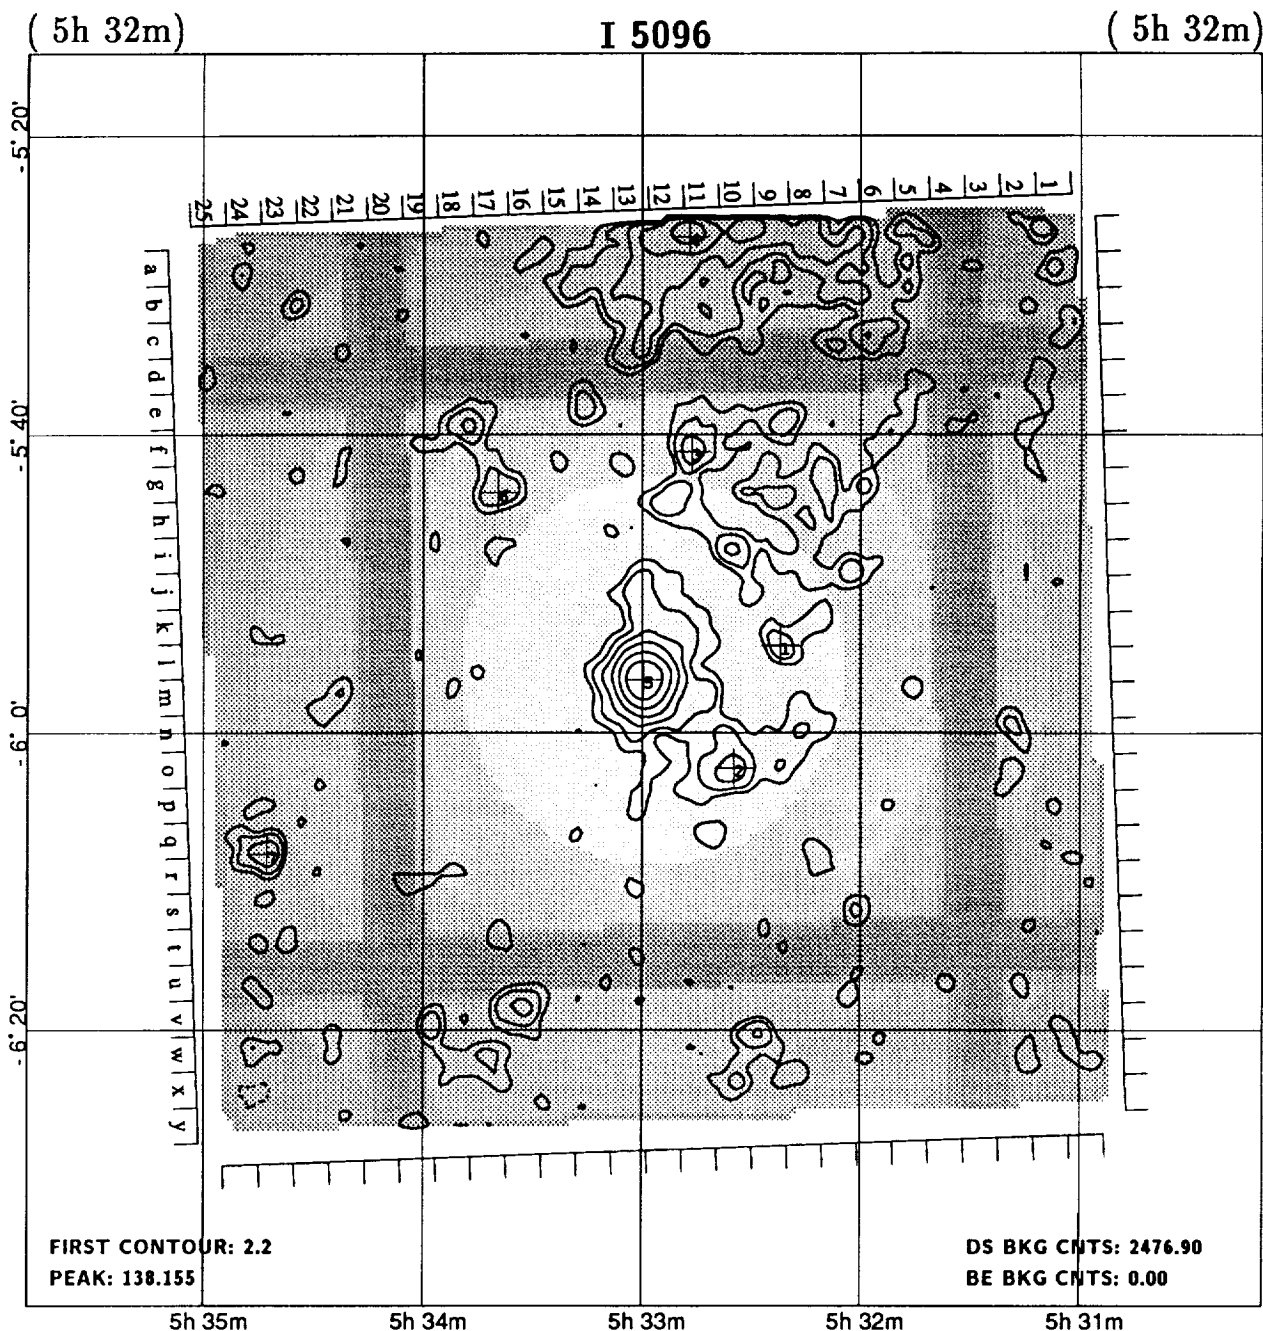 ( 5h 32m) I 5096 ( 5h 32m)
-5° 20'
25 24 23 22 21 20 19 18 17 16 15 14 13 12 11 10 9 8 7 6 5 4 3 2 1
a
b
c
d
e
-5° 40'
f
g
h
i
j
k
l
m
-6° 0'
n
o
p
q
r
s
t
u
-6° 20'
v
w
x
y
1
2
FIRST CONTOUR: 2.2
PEAK: 138.155
DS BKG CNTS: 2476.90
BE BKG CNTS: 0.00
5h 35m 5h 34m 5h 33m 5h 32m 5h 31m